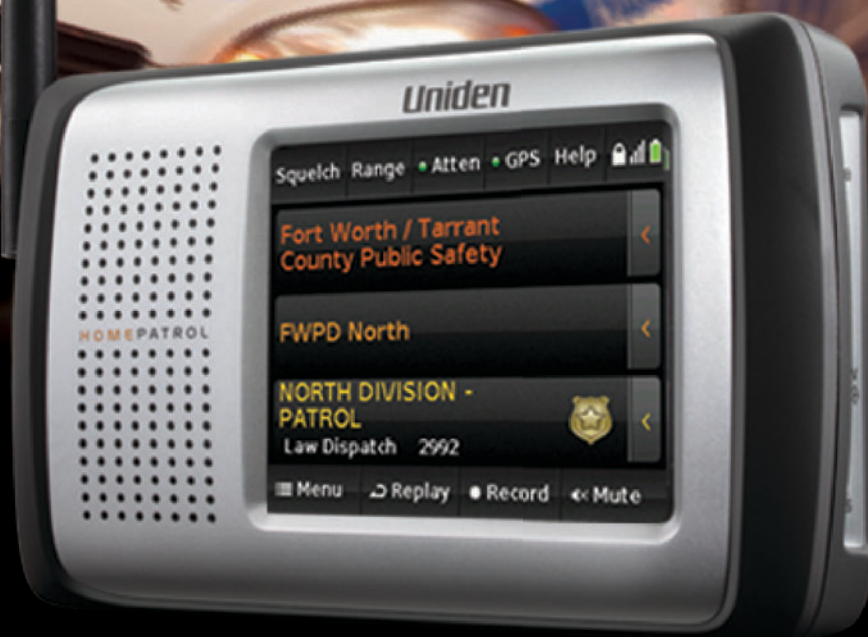 Uniden
Squelch Range Atten GPS Help
Fort Worth / Tarrant
County Public Safety
FWPD North
HOMEPATROL
NORTH DIVISION -
PATROL
Law Dispatch 2992
Menu Replay Record Mute